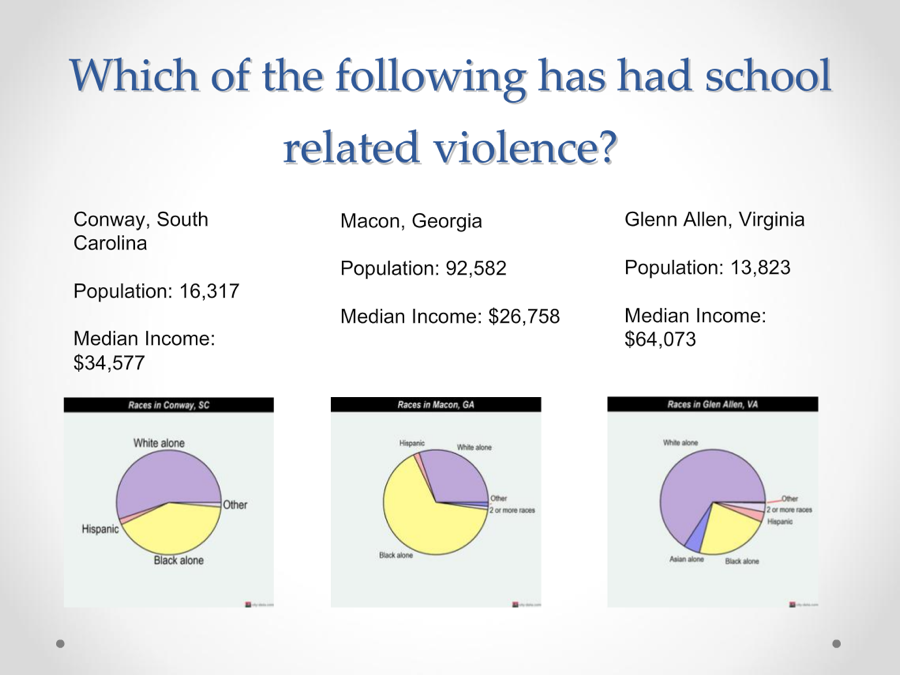 Which of the following has had school
related violence?
Conway, South
Carolina
Population: 16,317
Median Income:
$34,577
Macon, Georgia
Population: 92,582
Median Income: $26,758
Glenn Allen, Virginia
Population: 13,823
Median Income:
$64,073
Races in Conway, SC
White alone
Other
Hispanic
Black alone
Races in Macon, GA
Hispanic
White alone
Other
2 or more races
Black alone
Races in Glen Allen, VA
White alone
Other
2 or more races
Hispanic
Asian alone
Black alone